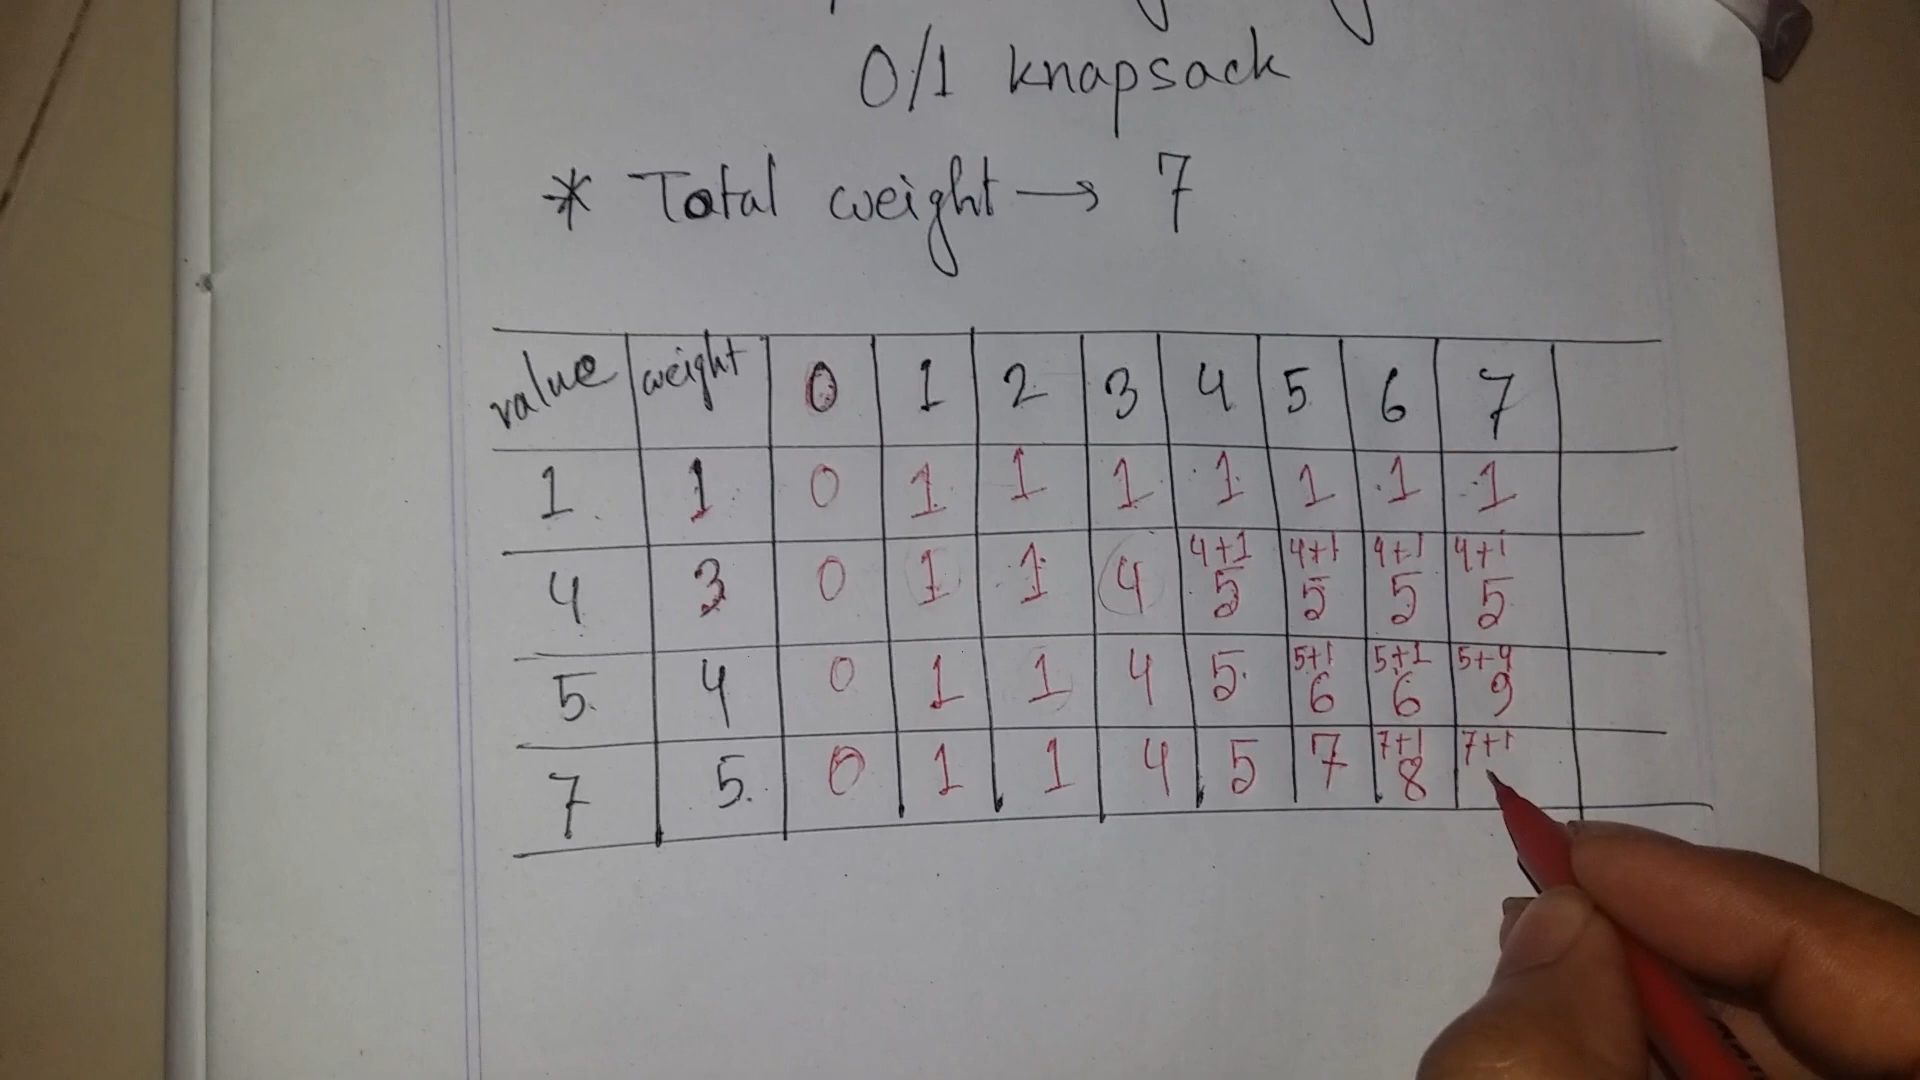 0/1 knapsack
* Total weight → 7
value weight 0 1 2 3 4 5 6 7
1 1 0 1 1 1 1 1 1 1
4+1 4+1 4+1 4+1
4 3 0 1 1 4 5 5 5 5
5+1 5+1 5+4
5 4 0 1 1 4 5 6 6 9
7+1 7+1
7 5 0 1 1 4 5 7 8